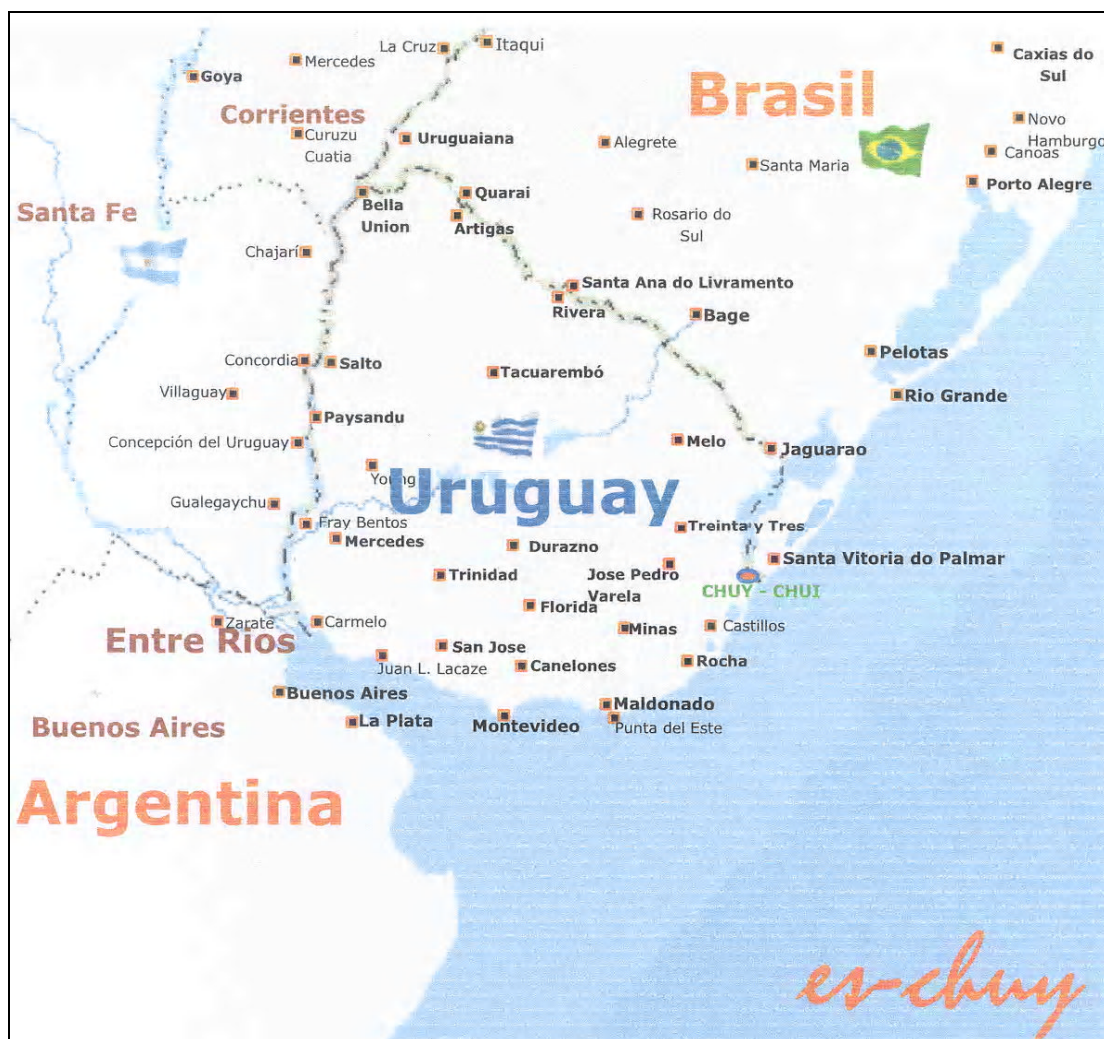 La Cruz
Itaqui
Caxias do
Sul
Mercedes
Goya
Brasil
Corrientes
Novo
Hamburgo
Curuzu
Cuatia
Uruguaiana
Alegrete
Canoas
Santa Maria
Porto Alegre
Bella
Union
Quarai
Santa Fe
Artigas
Rosario do
Sul
Chajarí
Santa Ana do Livramento
Rivera
Bage
Pelotas
Concordia
Salto
Tacuarembó
Villaguay
Rio Grande
Paysandu
Concepción del Uruguay
Melo
Jaguarao
Young
Uruguay
Gualegaychu
Fray Bentos
Treinta y Tres
Mercedes
Durazno
Santa Vitoria do Palmar
Trinidad
Jose Pedro
Varela
CHUY - CHUI
Florida
Zarate
Carmelo
Minas
Castillos
Entre Rios
San Jose
Juan L. Lacaze
Canelones
Rocha
Buenos Aires
Maldonado
La Plata
Montevideo
Punta del Este
Buenos Aires
Argentina
es-chuy